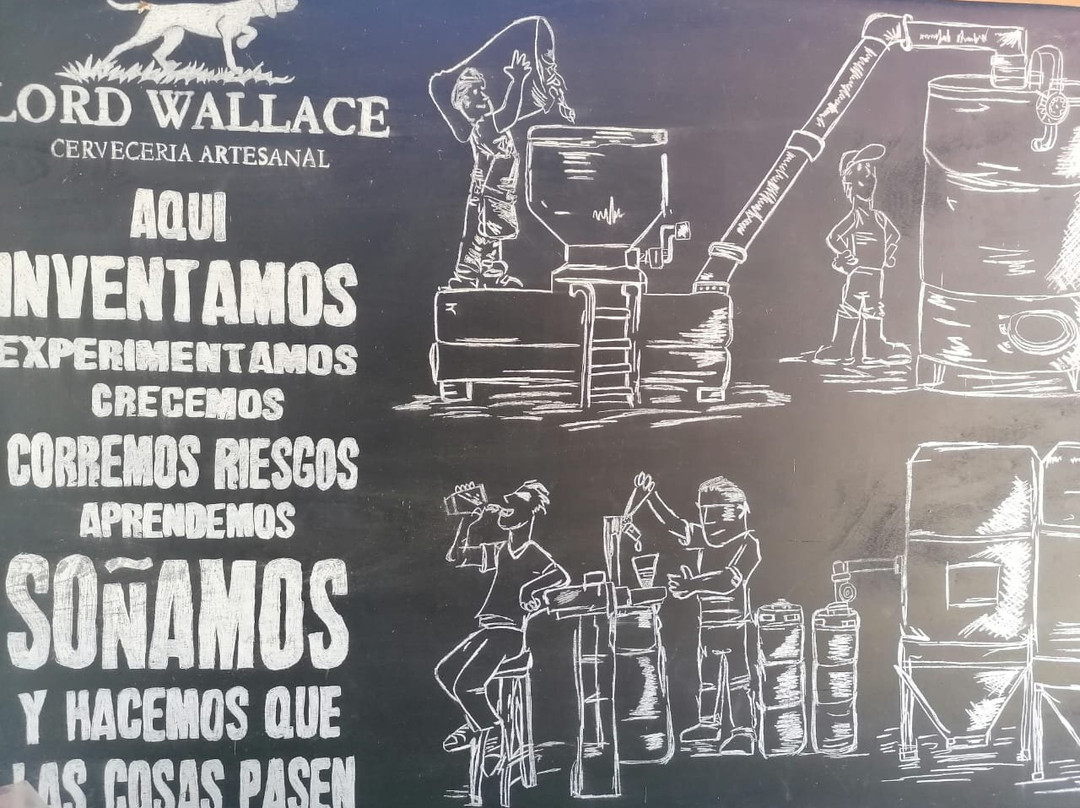 LORD WALLACE
CERVECERIA ARTESANAL
AQUI
INVENTAMOS
EXPERIMENTAMOS
CRECEMOS
CORREMOS RIESGOS
APRENDEMOS
SOÑAMOS
Y HACEMOS QUE
LAS COSAS PASEN